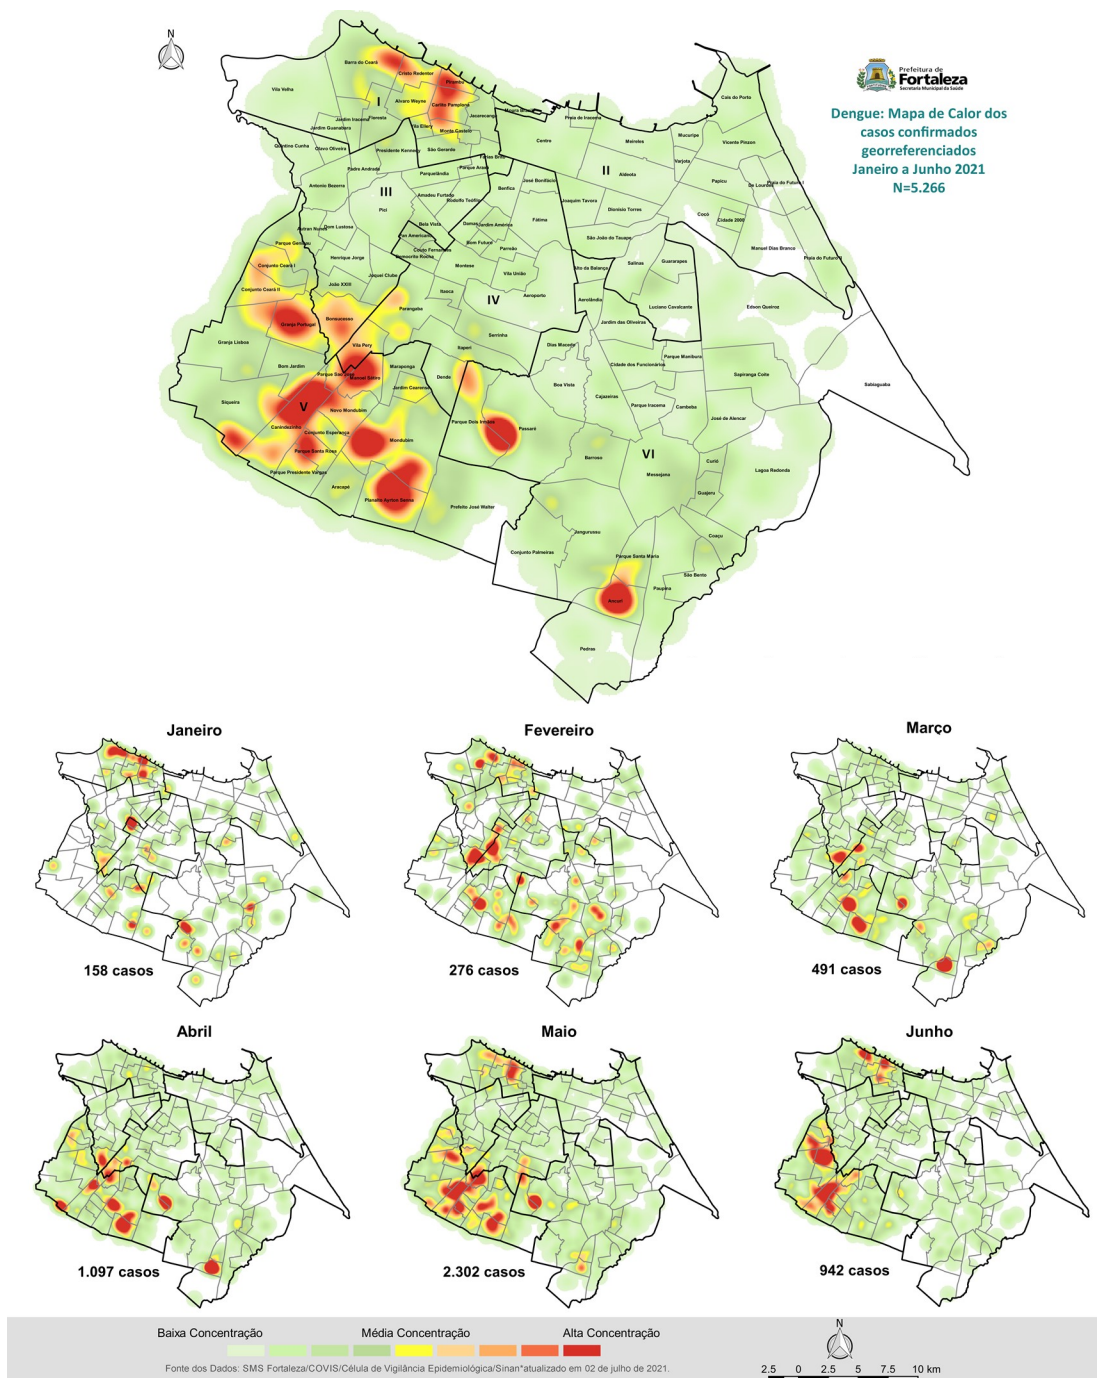 N
Prefeitura de
Fortaleza
Secretaria Municipal da Saúde
Dengue: Mapa de Calor dos
casos confirmados
georreferenciados
Janeiro a Junho 2021
N=5.266
Barra do Ceará
Cristo Redentor
Pirambu
Vila Velha
I
Alvaro Weyne
Carlito Pamplona
Jacarecanga
Moura Brasil
Floresta
Jardim Iracema
Jardim Guanabara
Vila Ellery
Monte Castelo
Cais do Porto
Praia de Iracema
Quintino Cunha
Olavo Oliveira
Presidente Kennedy
São Gerardo
Farias Brito
Centro
Meireles
Mucuripe
Vicente Pinzon
Varjota
Padre Andrade
Parque Araxá
Parquelândia
II
Aldeota
Antonio Bezerra
III
Amadeu Furtado
Rodolfo Teófilo
Benfica
José Bonifácio
Joaquim Tavora
Dionísio Torres
Papicu
De Lourdes
Praia do Futuro I
Pici
Cocó
Cidade 2000
Autran Nunes
Dom Lustosa
Bela Vista
Pan Americano
Damas
Jardim América
Fátima
São João do Tauape
Parque Genibau
Couto Fernandes
Democrito Rocha
Bom Futuro
Parreão
Manuel Dias Branco
Praia do Futuro II
Conjunto Ceará I
Henrique Jorge
Joquei Clube
Montese
Vila União
Alto da Balança
Salinas
Guararapes
Conjunto Ceará II
João XXIII
Itaoca
IV
Aeroporto
Aerolândia
Luciano Cavalcante
Edson Queiroz
Granja Portugal
Bonsucesso
Parangaba
Jardim das Oliveiras
Granja Lisboa
Vila Pery
Serrinha
Itaperi
Dias Macedo
Parque Manibura
Bom Jardim
Parque São José
Manoel Sátiro
Maraponga
Dendê
Cidade dos Funcionários
Sapiranga Coite
Jardim Cearense
Boa Vista
Sabiaguaba
Siqueira
V
Novo Mondubim
Cajazeiras
Parque Iracema
Cambeba
José de Alencar
Canindezinho
Conjunto Esperança
Mondubim
Parque Dois Irmãos
Passaré
Parque Santa Rosa
VI
Barroso
Messejana
Curió
Lagoa Redonda
Parque Presidente Vargas
Aracapé
Planalto Ayrton Senna
Prefeito José Walter
Guajeru
Jangurussu
Coaçu
Conjunto Palmeiras
Parque Santa Maria
São Bento
Paupina
Ancuri
Pedras
Janeiro
Fevereiro
Março
158 casos
276 casos
491 casos
Abril
Maio
Junho
1.097 casos
2.302 casos
942 casos
Baixa Concentração
Média Concentração
Alta Concentração
Fonte dos Dados: SMS Fortaleza/COVIS/Célula de Vigilância Epidemiológica/Sinan*atualizado em 02 de julho de 2021.
N
2.5 0 2.5 5 7.5 10 km